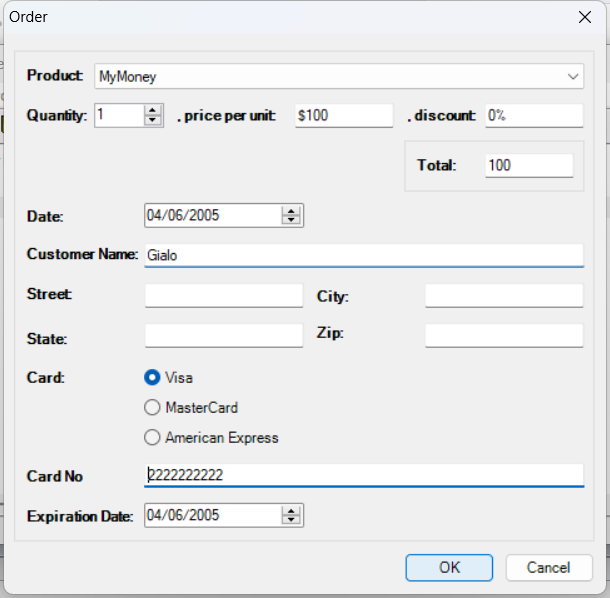 Order
Product: MyMoney
Quantity: 1 . price per unit: $100 . discount: 0%
Total: 100
Date: 04/06/2005
Customer Name: Gialo
Street: City:
State: Zip:
Card: Visa
MasterCard
American Express
Card No 2222222222
Expiration Date: 04/06/2005
OK Cancel